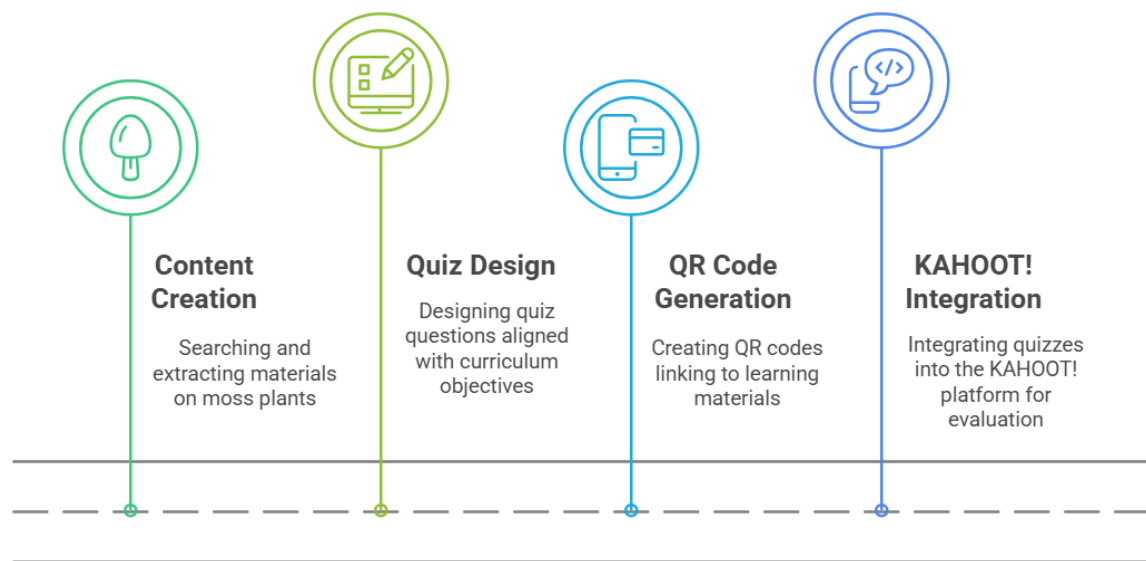 Content
Creation
Searching and
extracting materials
on moss plants
Quiz Design
Designing quiz
questions aligned
with curriculum
objectives
QR Code
Generation
Creating QR codes
linking to learning
materials
KAHOOT!
Integration
Integrating quizzes
into the KAHOOT!
platform for
evaluation